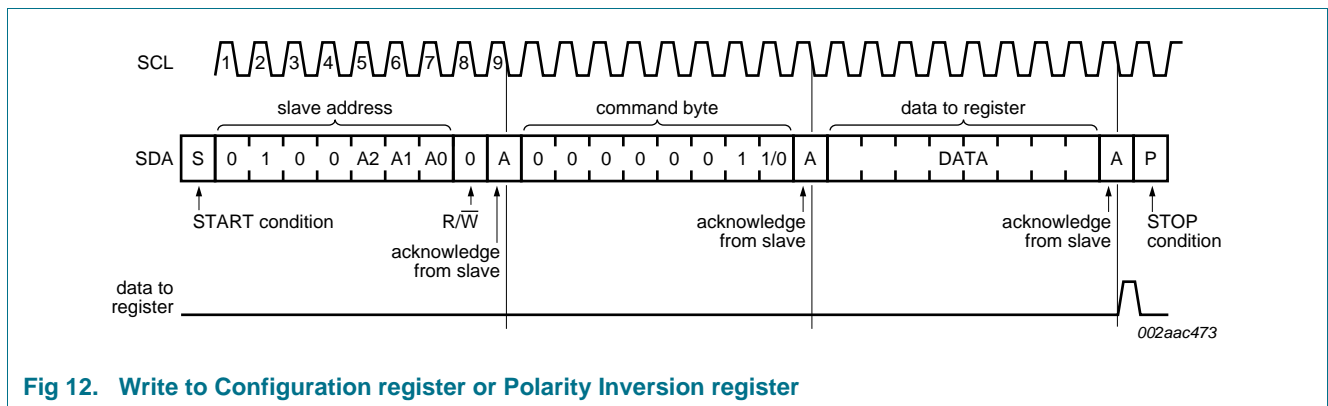 SCL 1 2 3 4 5 6 7 8 9
slave address command byte data to register
SDA S 0 1 0 0 A2 A1 A0 0 A 0 0 0 0 0 0 1 1/0 A DATA A P
START condition R/W acknowledge from slave acknowledge from slave acknowledge from slave STOP condition
data to
register
002aac473
Fig 12. Write to Configuration register or Polarity Inversion register